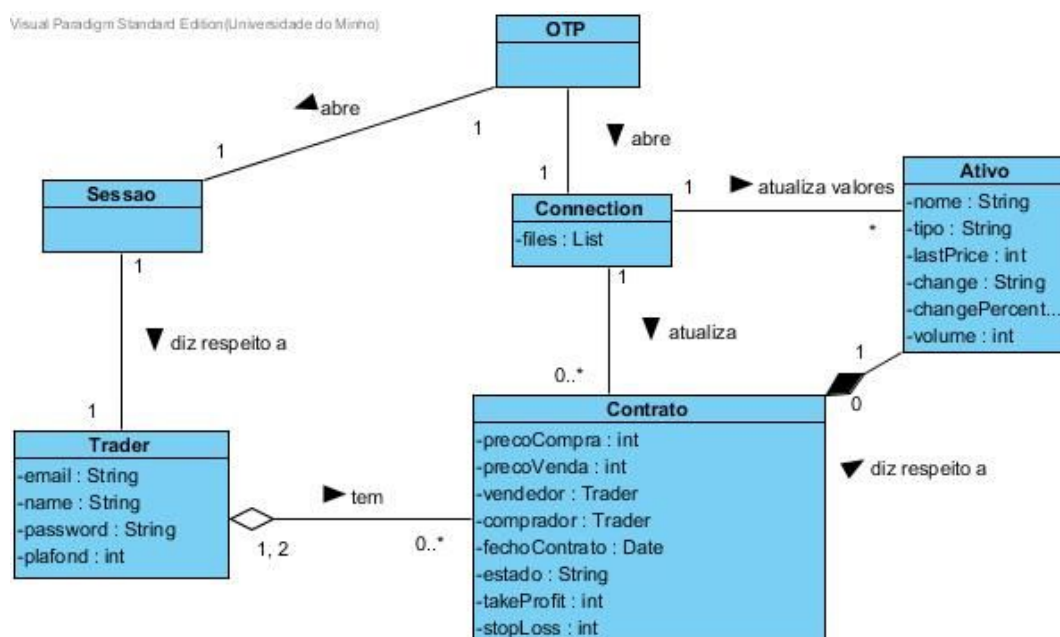 Visual Paradigm Standard Edition(Universidade do Minho)
OTP
abre
1
1
abre
1
Sessao
Connection
-files : List
1
atualiza valores
*
Ativo
-nome : String
-tipo : String
-lastPrice : int
-change : String
-changePercent...
-volume : int
1
diz respeito a
1
1
atualiza
0..*
1
0
diz respeito a
Trader
-email : String
-name : String
-password : String
-plafond : int
tem
1, 2
0..*
Contrato
-precoCompra : int
-precoVenda : int
-vendedor : Trader
-comprador : Trader
-fechoContrato : Date
-estado : String
-takeProfit : int
-stopLoss : int